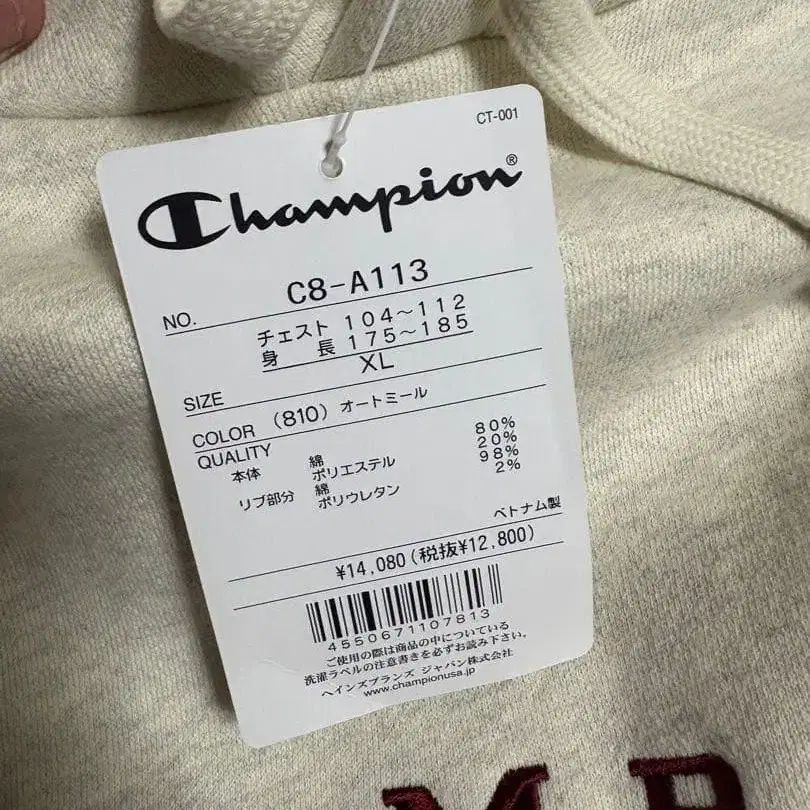 CT-001
Champion®
NO. C8-A113
チェスト 104～112
身長 175～185
SIZE XL
COLOR (810) オートミール
QUALITY
本体 綿 80%
ポリエステル 20%
リブ部分 綿 98%
ポリウレタン 2%
ベトナム製
¥14,080(税抜¥12,800)
4550671107813
ご使用の際は商品の中についている
洗濯ラベルの注意書きを必ずお読み下さい。
ヘインズブランズ ジャパン株式会社
www.championusa.jp